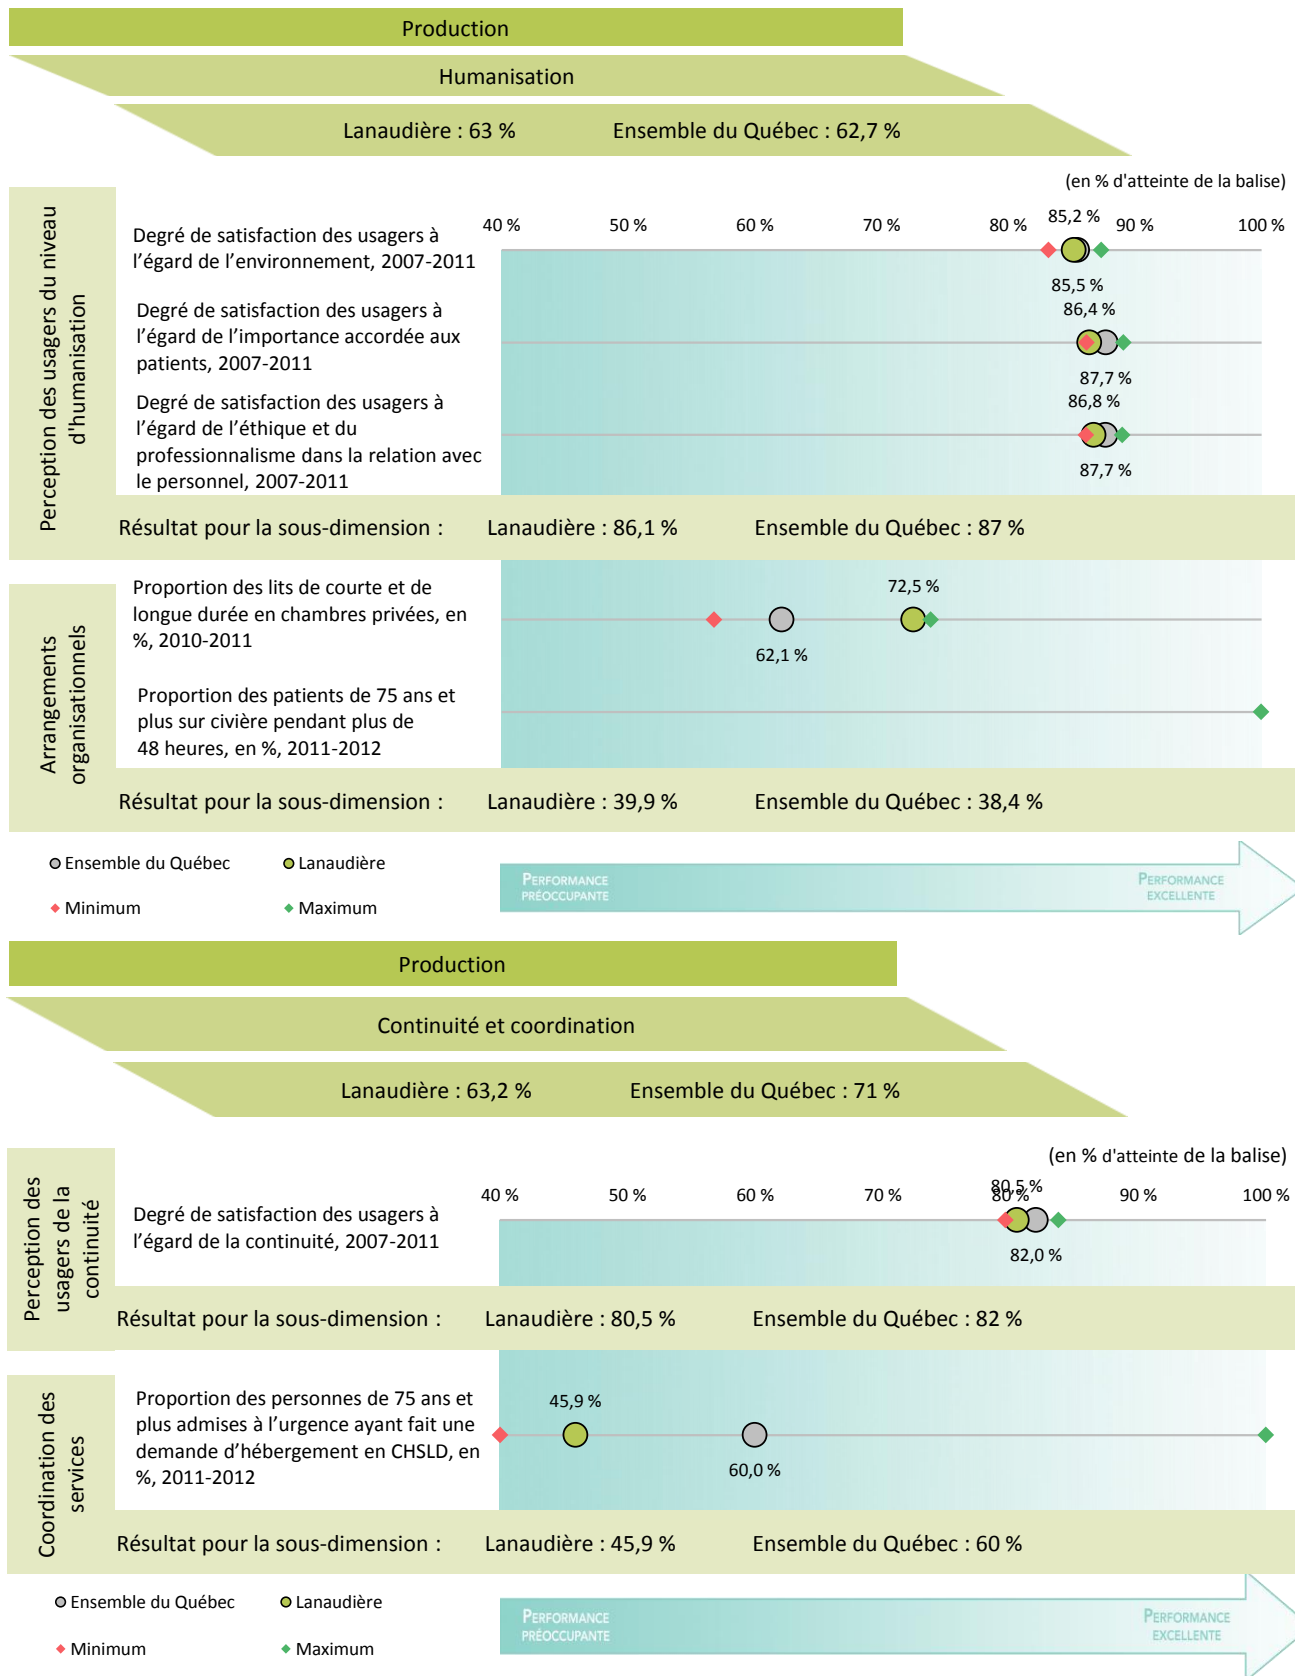 Production
Humanisation
Lanaudière : 63 % Ensemble du Québec : 62,7 %
(en % d'atteinte de la balise)
40 % 50 % 60 % 70 % 80 % 90 % 100 %
Perception des usagers du niveau
d'humanisation
Degré de satisfaction des usagers à
l'égard de l'environnement, 2007-2011
85,2 %
85,5 %
Degré de satisfaction des usagers à
l'égard de l'importance accordée aux
patients, 2007-2011
86,4 %
87,7 %
Degré de satisfaction des usagers à
l'égard de l'éthique et du
professionnalisme dans la relation avec
le personnel, 2007-2011
86,8 %
87,7 %
Résultat pour la sous-dimension : Lanaudière : 86,1 % Ensemble du Québec : 87 %
Arrangements
organisationnels
Proportion des lits de courte et de
longue durée en chambres privées, en
%, 2010-2011
72,5 %
62,1 %
Proportion des patients de 75 ans et
plus sur civière pendant plus de
48 heures, en %, 2011-2012
Résultat pour la sous-dimension : Lanaudière : 39,9 % Ensemble du Québec : 38,4 %
Ensemble du Québec Lanaudière
Minimum Maximum
PERFORMANCE
PRÉOCCUPANTE
PERFORMANCE
EXCELLENTE
Production
Continuité et coordination
Lanaudière : 63,2 % Ensemble du Québec : 71 %
(en % d'atteinte de la balise)
40 % 50 % 60 % 70 % 80 % 90 % 100 %
Perception des
usagers de la
continuité
Degré de satisfaction des usagers à
l'égard de la continuité, 2007-2011
80,5 %
82,0 %
Résultat pour la sous-dimension : Lanaudière : 80,5 % Ensemble du Québec : 82 %
Coordination des
services
Proportion des personnes de 75 ans et
plus admises à l'urgence ayant fait une
demande d'hébergement en CHSLD, en
%, 2011-2012
45,9 %
60,0 %
Résultat pour la sous-dimension : Lanaudière : 45,9 % Ensemble du Québec : 60 %
Ensemble du Québec Lanaudière
Minimum Maximum
PERFORMANCE
PRÉOCCUPANTE
PERFORMANCE
EXCELLENTE